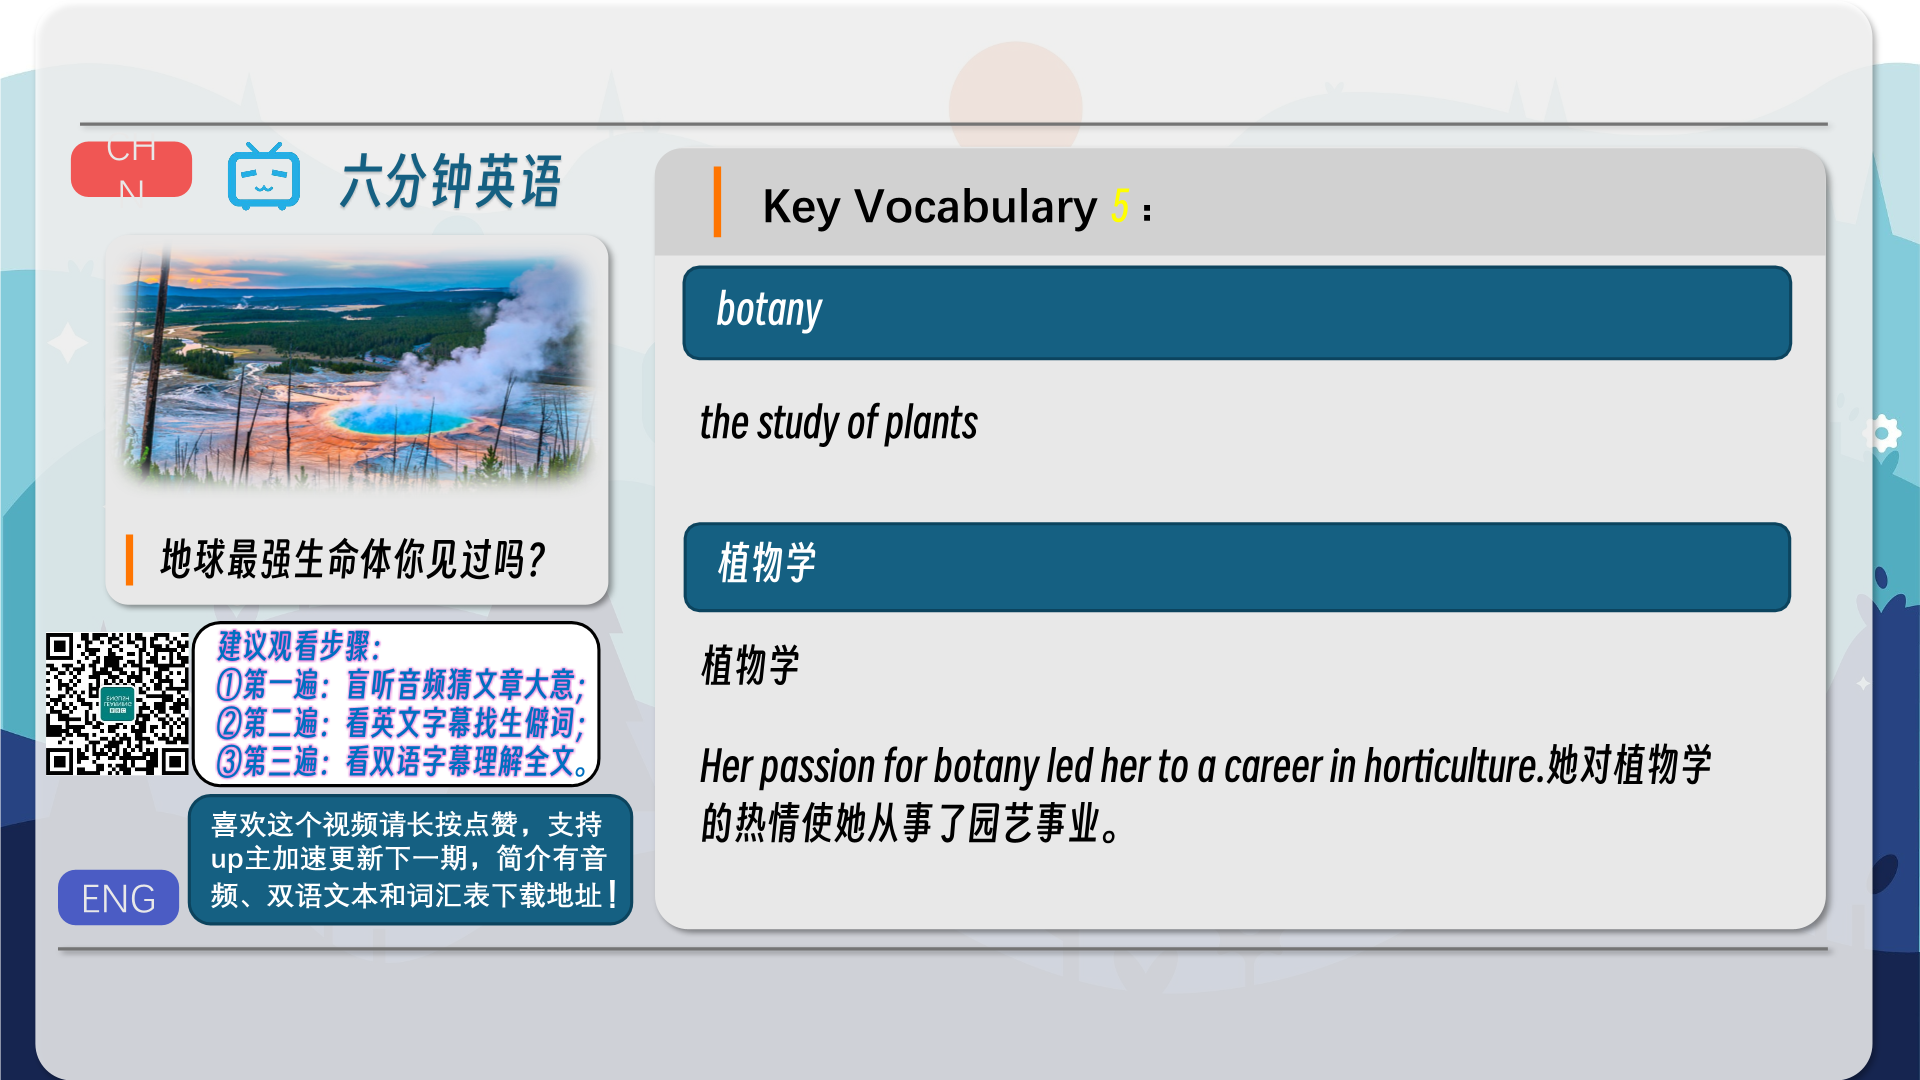 CH
N
六分钟英语
地球最强生命体你见过吗？
建议观看步骤：
①第一遍：盲听音频猜文章大意；
②第二遍：看英文字幕找生僻词；
③第三遍：看双语字幕理解全文。
喜欢这个视频请长按点赞，支持
up主加速更新下一期，简介有音
频、双语文本和词汇表下载地址！
ENG
Key Vocabulary 5：
botany
the study of plants
植物学
植物学
Her passion for botany led her to a career in horticulture.她对植物学
的热情使她从事了园艺事业。